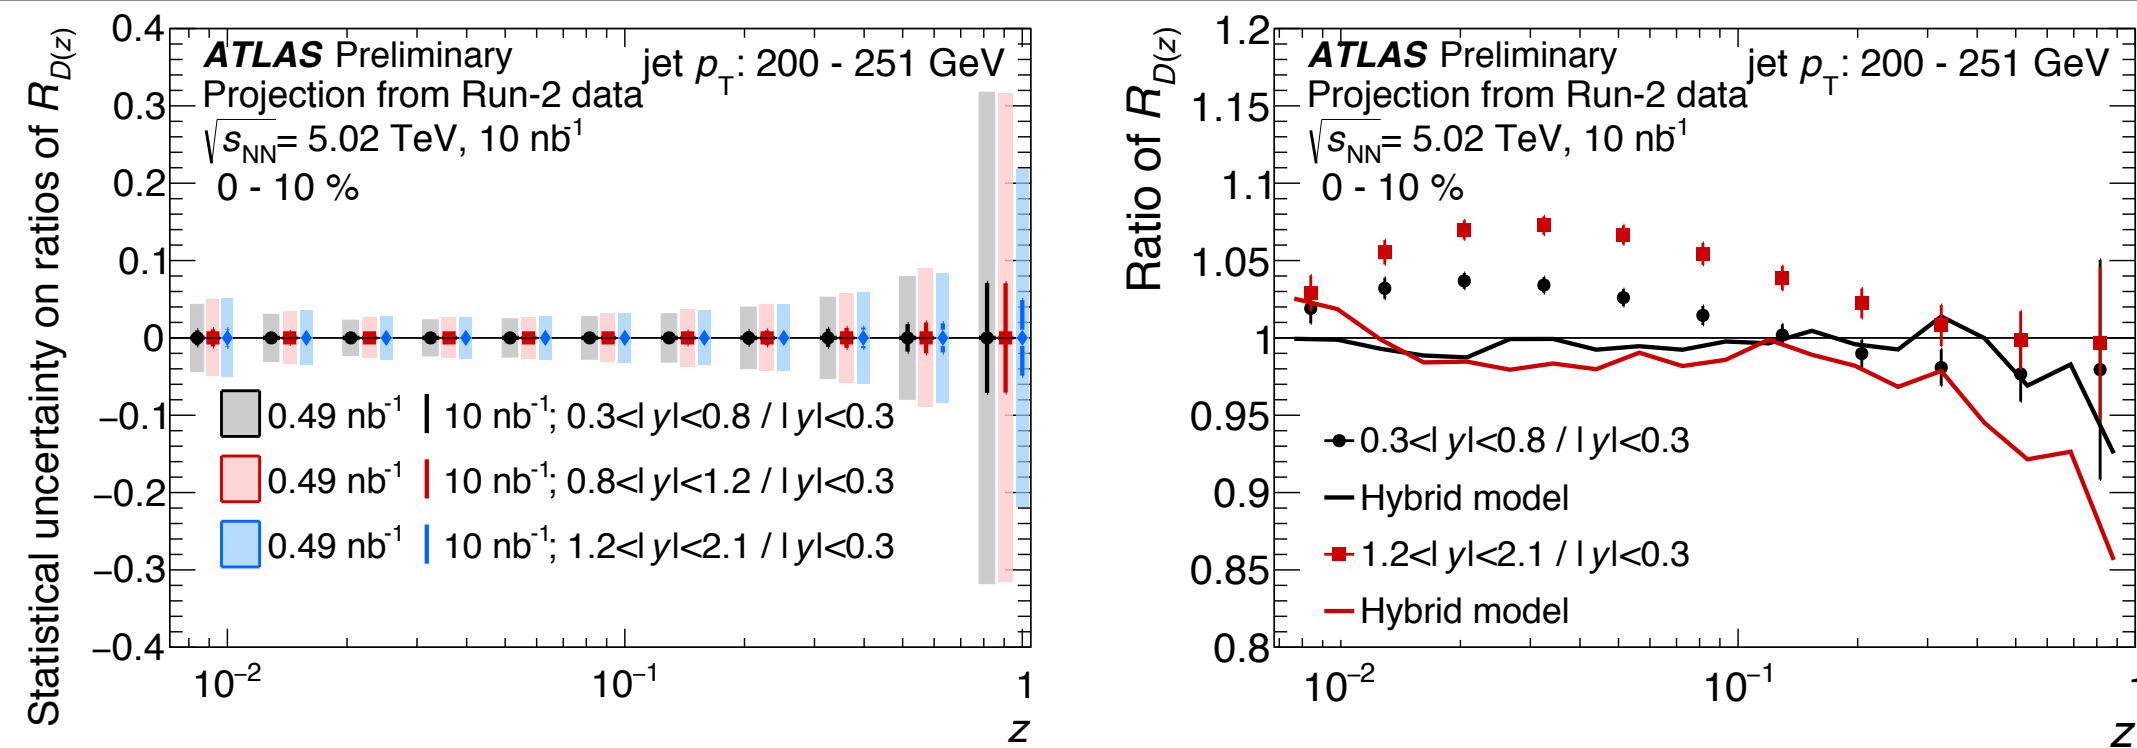 Statistical uncertainty on ratios of R_D(z)
0.4
0.3
0.2
0.1
0
−0.1
−0.2
−0.3
−0.4
ATLAS Preliminary
jet p_T: 200 - 251 GeV
Projection from Run-2 data
√s_NN= 5.02 TeV, 10 nb⁻¹
0 - 10 %
0.49 nb⁻¹ 10 nb⁻¹; 0.3<|y|<0.8 / |y|<0.3
0.49 nb⁻¹ 10 nb⁻¹; 0.8<|y|<1.2 / |y|<0.3
0.49 nb⁻¹ 10 nb⁻¹; 1.2<|y|<2.1 / |y|<0.3
10⁻² 10⁻¹ 1
z
Ratio of R_D(z)
1.2
1.15
1.1
1.05
1
0.95
0.9
0.85
0.8
ATLAS Preliminary
jet p_T: 200 - 251 GeV
Projection from Run-2 data
√s_NN= 5.02 TeV, 10 nb⁻¹
0 - 10 %
0.3<|y|<0.8 / |y|<0.3
Hybrid model
1.2<|y|<2.1 / |y|<0.3
Hybrid model
10⁻² 10⁻¹ 1
z